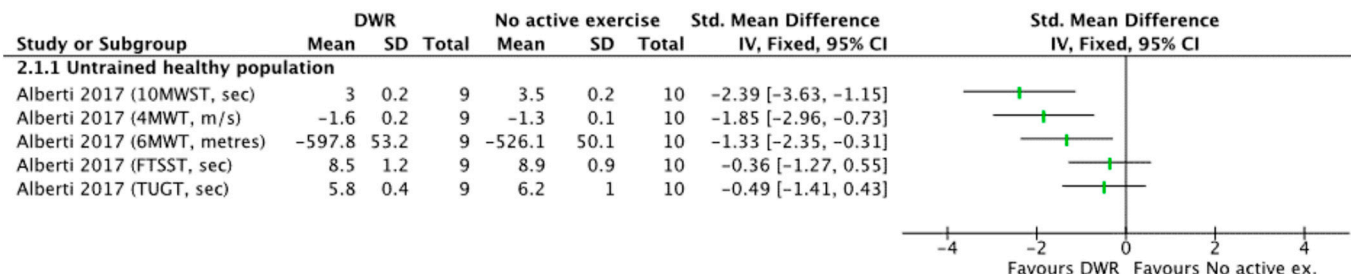 DWR No active exercise Std. Mean Difference Std. Mean Difference
Study or Subgroup Mean SD Total Mean SD Total IV, Fixed, 95% CI IV, Fixed, 95% CI
2.1.1 Untrained healthy population
Alberti 2017 (10MWST, sec) 3 0.2 9 3.5 0.2 10 −2.39 [−3.63, −1.15]
Alberti 2017 (4MWT, m/s) −1.6 0.2 9 −1.3 0.1 10 −1.85 [−2.96, −0.73]
Alberti 2017 (6MWT, metres) −597.8 53.2 9 −526.1 50.1 10 −1.33 [−2.35, −0.31]
Alberti 2017 (FTSST, sec) 8.5 1.2 9 8.9 0.9 10 −0.36 [−1.27, 0.55]
Alberti 2017 (TUGT, sec) 5.8 0.4 9 6.2 1 10 −0.49 [−1.41, 0.43]
−4 −2 0 2 4
Favours DWR Favours No active ex.